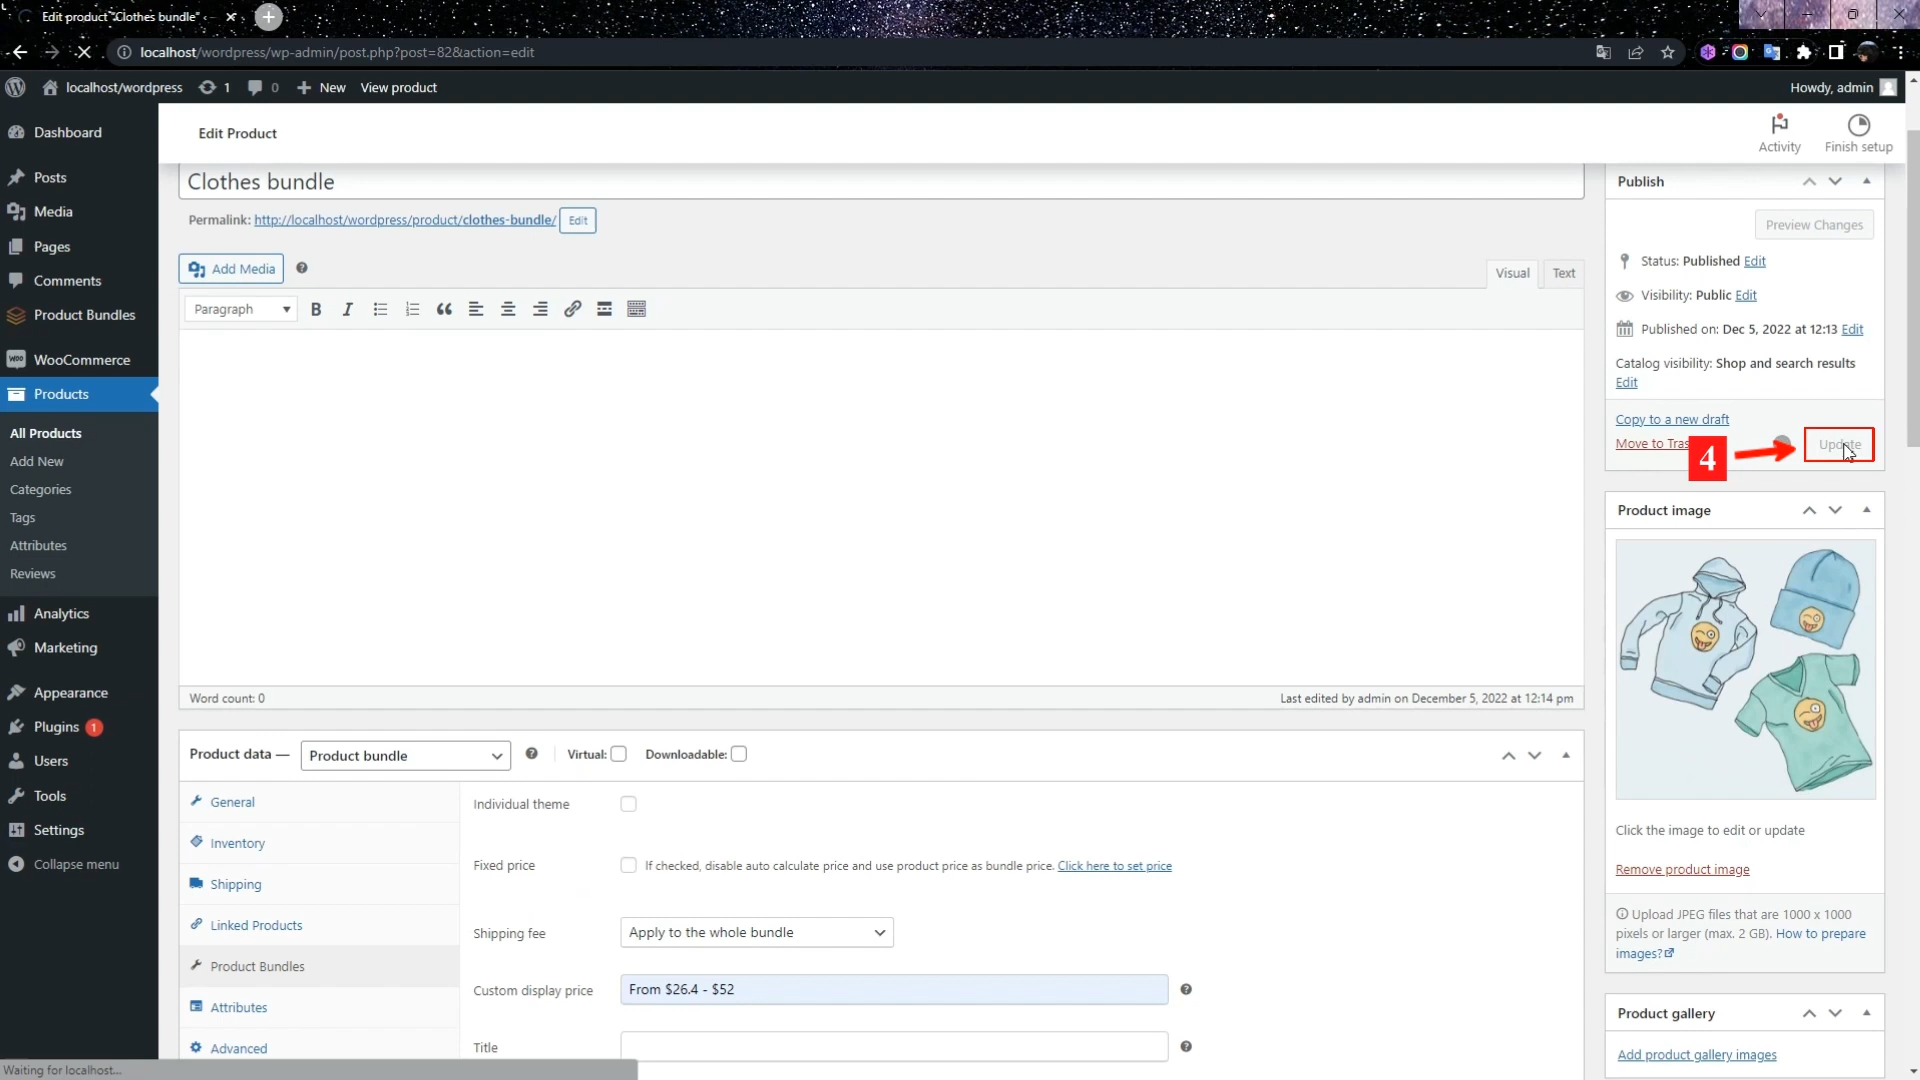 Edit product "Clothes bundle" ‹
localhost/wordpress/wp-admin/post.php?post=82&action=edit
localhost/wordpress
1
0
New
View product
Howdy, admin
Edit Product
Activity
Finish setup
Dashboard
Posts
Media
Pages
Comments
Product Bundles
WooCommerce
Products
All Products
Add New
Categories
Tags
Attributes
Reviews
Analytics
Marketing
Appearance
Plugins 1
Users
Tools
Settings
Collapse menu
Clothes bundle
Permalink: http://localhost/wordpress/product/clothes-bundle/ Edit
Add Media
Visual
Text
Paragraph
Word count: 0
Last edited by admin on December 5, 2022 at 12:14 pm
Product data —
Product bundle
Virtual:
Downloadable:
General
Inventory
Shipping
Linked Products
Product Bundles
Attributes
Advanced
Individual theme
Fixed price
If checked, disable auto calculate price and use product price as bundle price. Click here to set price
Shipping fee
Apply to the whole bundle
Custom display price
From $26.4 - $52
Title
Publish
Preview Changes
Status: Published Edit
Visibility: Public Edit
Published on: Dec 5, 2022 at 12:13 Edit
Catalog visibility: Shop and search results
Edit
Copy to a new draft
Move to Tras
4
Update
Product image
Click the image to edit or update
Remove product image
Upload JPEG files that are 1000 x 1000
pixels or larger (max. 2 GB). How to prepare
images?
Product gallery
Add product gallery images
Waiting for localhost...